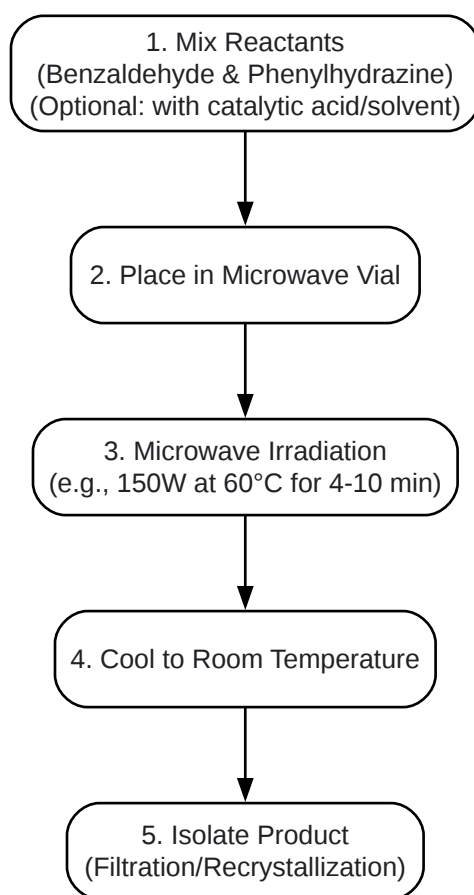 1. Mix Reactants
(Benzaldehyde & Phenylhydrazine)
(Optional: with catalytic acid/solvent)
2. Place in Microwave Vial
3. Microwave Irradiation
(e.g., 150W at 60°C for 4-10 min)
4. Cool to Room Temperature
5. Isolate Product
(Filtration/Recrystallization)